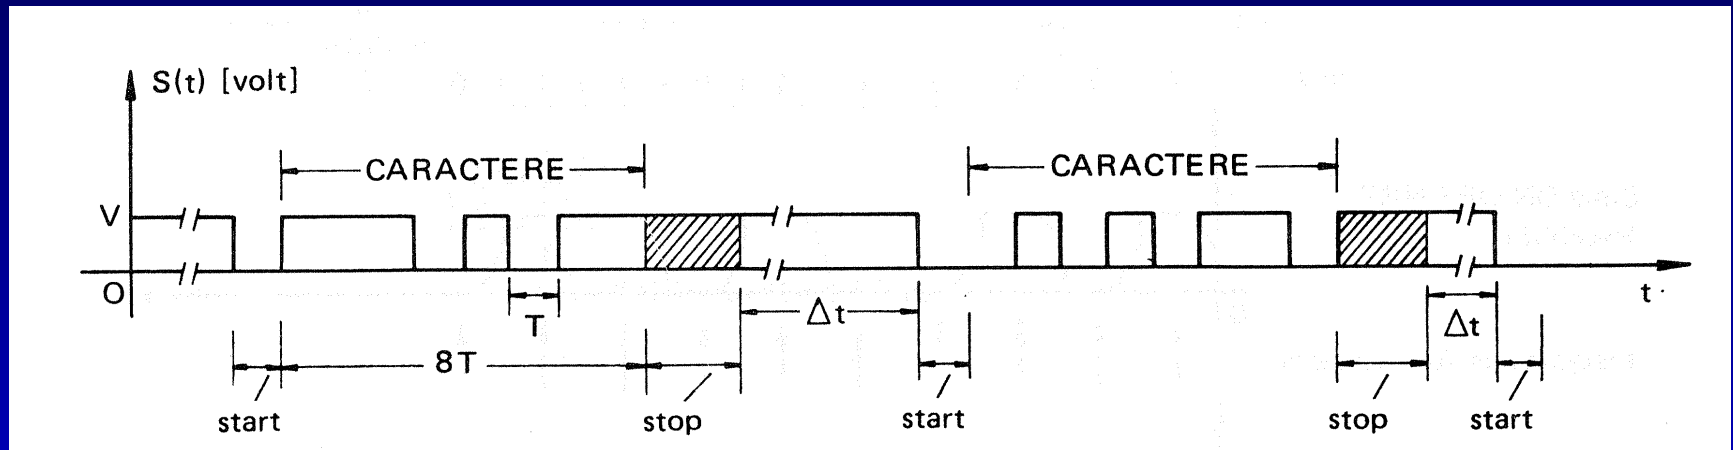 S(t) [volt]
CARACTERE
CARACTERE
V
O
T
Δt
t
Δt
8T
start
stop
start
stop
start